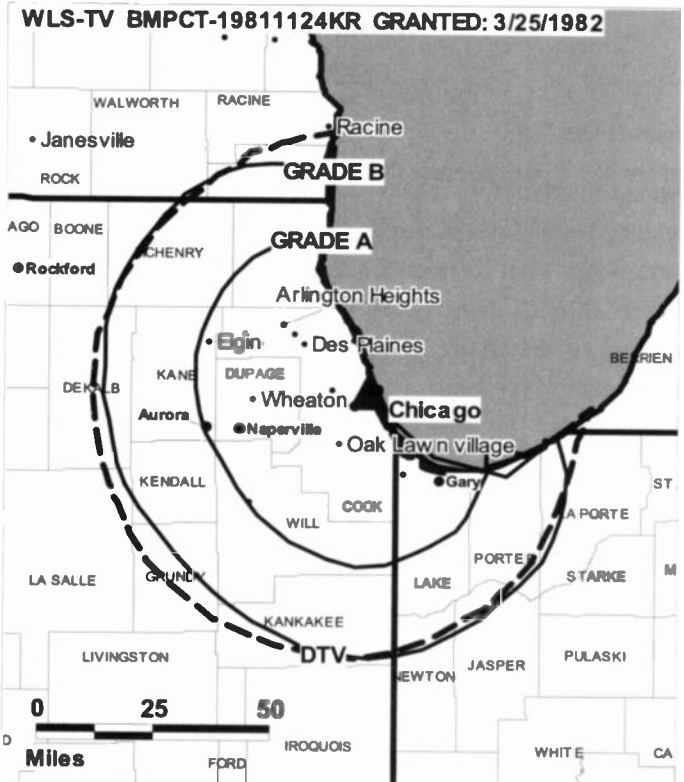 WLS-TV BMPCT-19811124KR GRANTED: 3/25/1982
WALWORTH
RACINE
Racine
Janesville
GRADE B
ROCK
AGO
BOONE
GRADE A
CHENRY
Rockford
Arlington Heights
Elgin
Des Plaines
BERRIEN
KANE
DUPAGE
DEKALB
Wheaton
Chicago
Aurora
Naperville
Oak Lawn village
KENDALL
Gary
ST
COOK
LA PORTE
WILL
PORTER
LA SALLE
GRUNDY
LAKE
STARKE
M
KANKAKEE
LIVINGSTON
DTV
JASPER
PULASKI
NEWTON
0 25 50
D
IROQUOIS
Miles
FORD
WHITE
CA